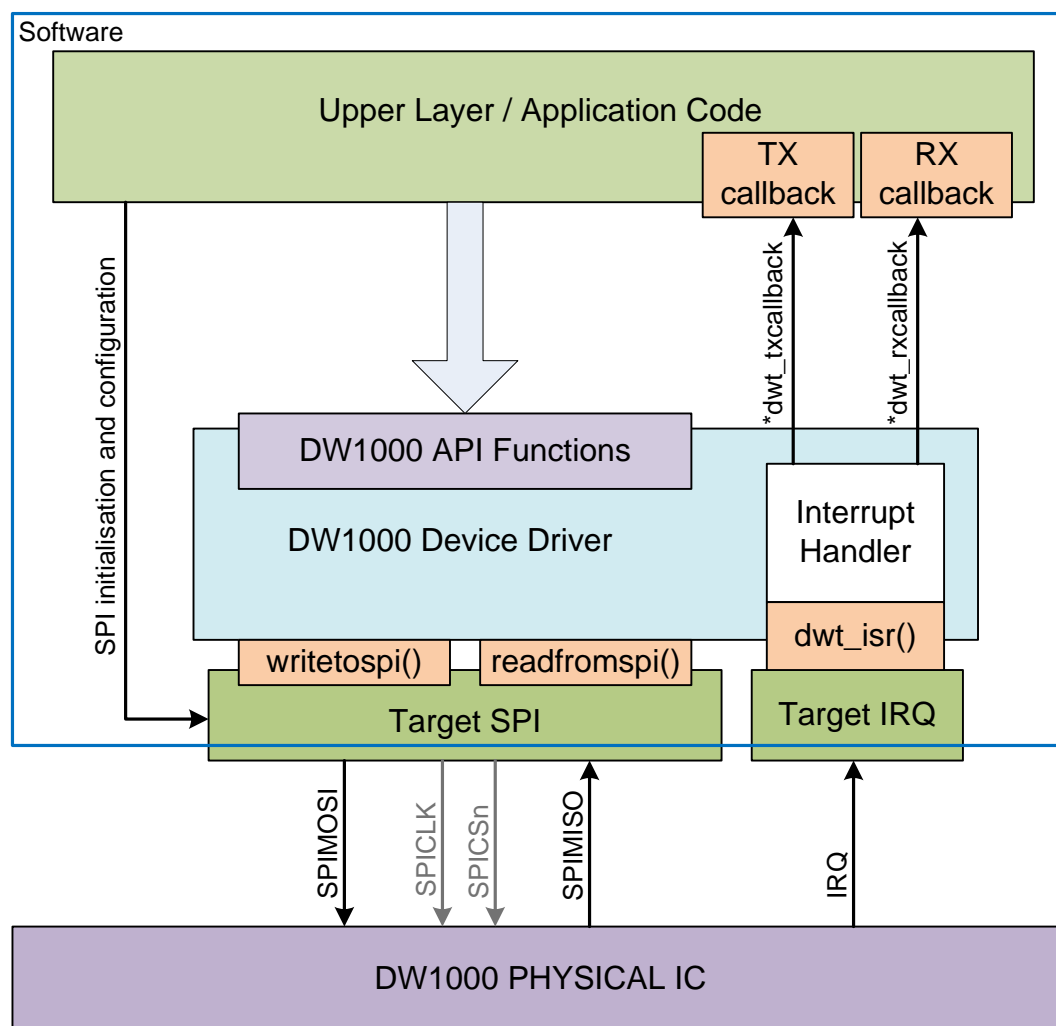 Software
Upper Layer / Application Code
TX
callback
RX
callback
SPI initialisation and configuration
*dwt_txcallback
*dwt_rxcallback
DW1000 API Functions
DW1000 Device Driver
Interrupt
Handler
dwt_isr()
writetospi()
readfromspi()
Target SPI
Target IRQ
SPIMOSI
SPICLK
SPICSn
SPIMISO
IRQ
DW1000 PHYSICAL IC